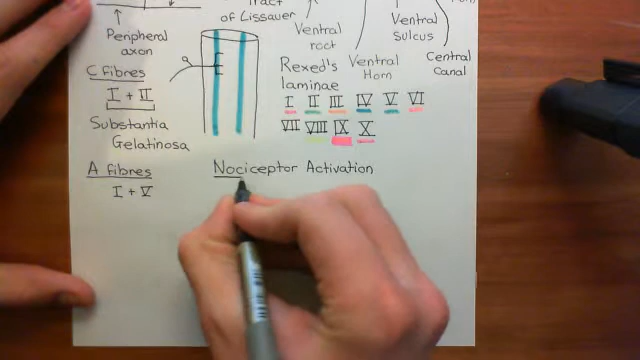 Tract
of Lissauer
Peripheral
axon
Ventral
root
Ventral
Sulcus
Ventral
Horn
Central
Canal
C fibres
I + II
Substantia
Gelatinosa
A fibres
I + V
Rexed's
laminae
I II III IV V VI
VII VIII IX X
Nociceptor Activation